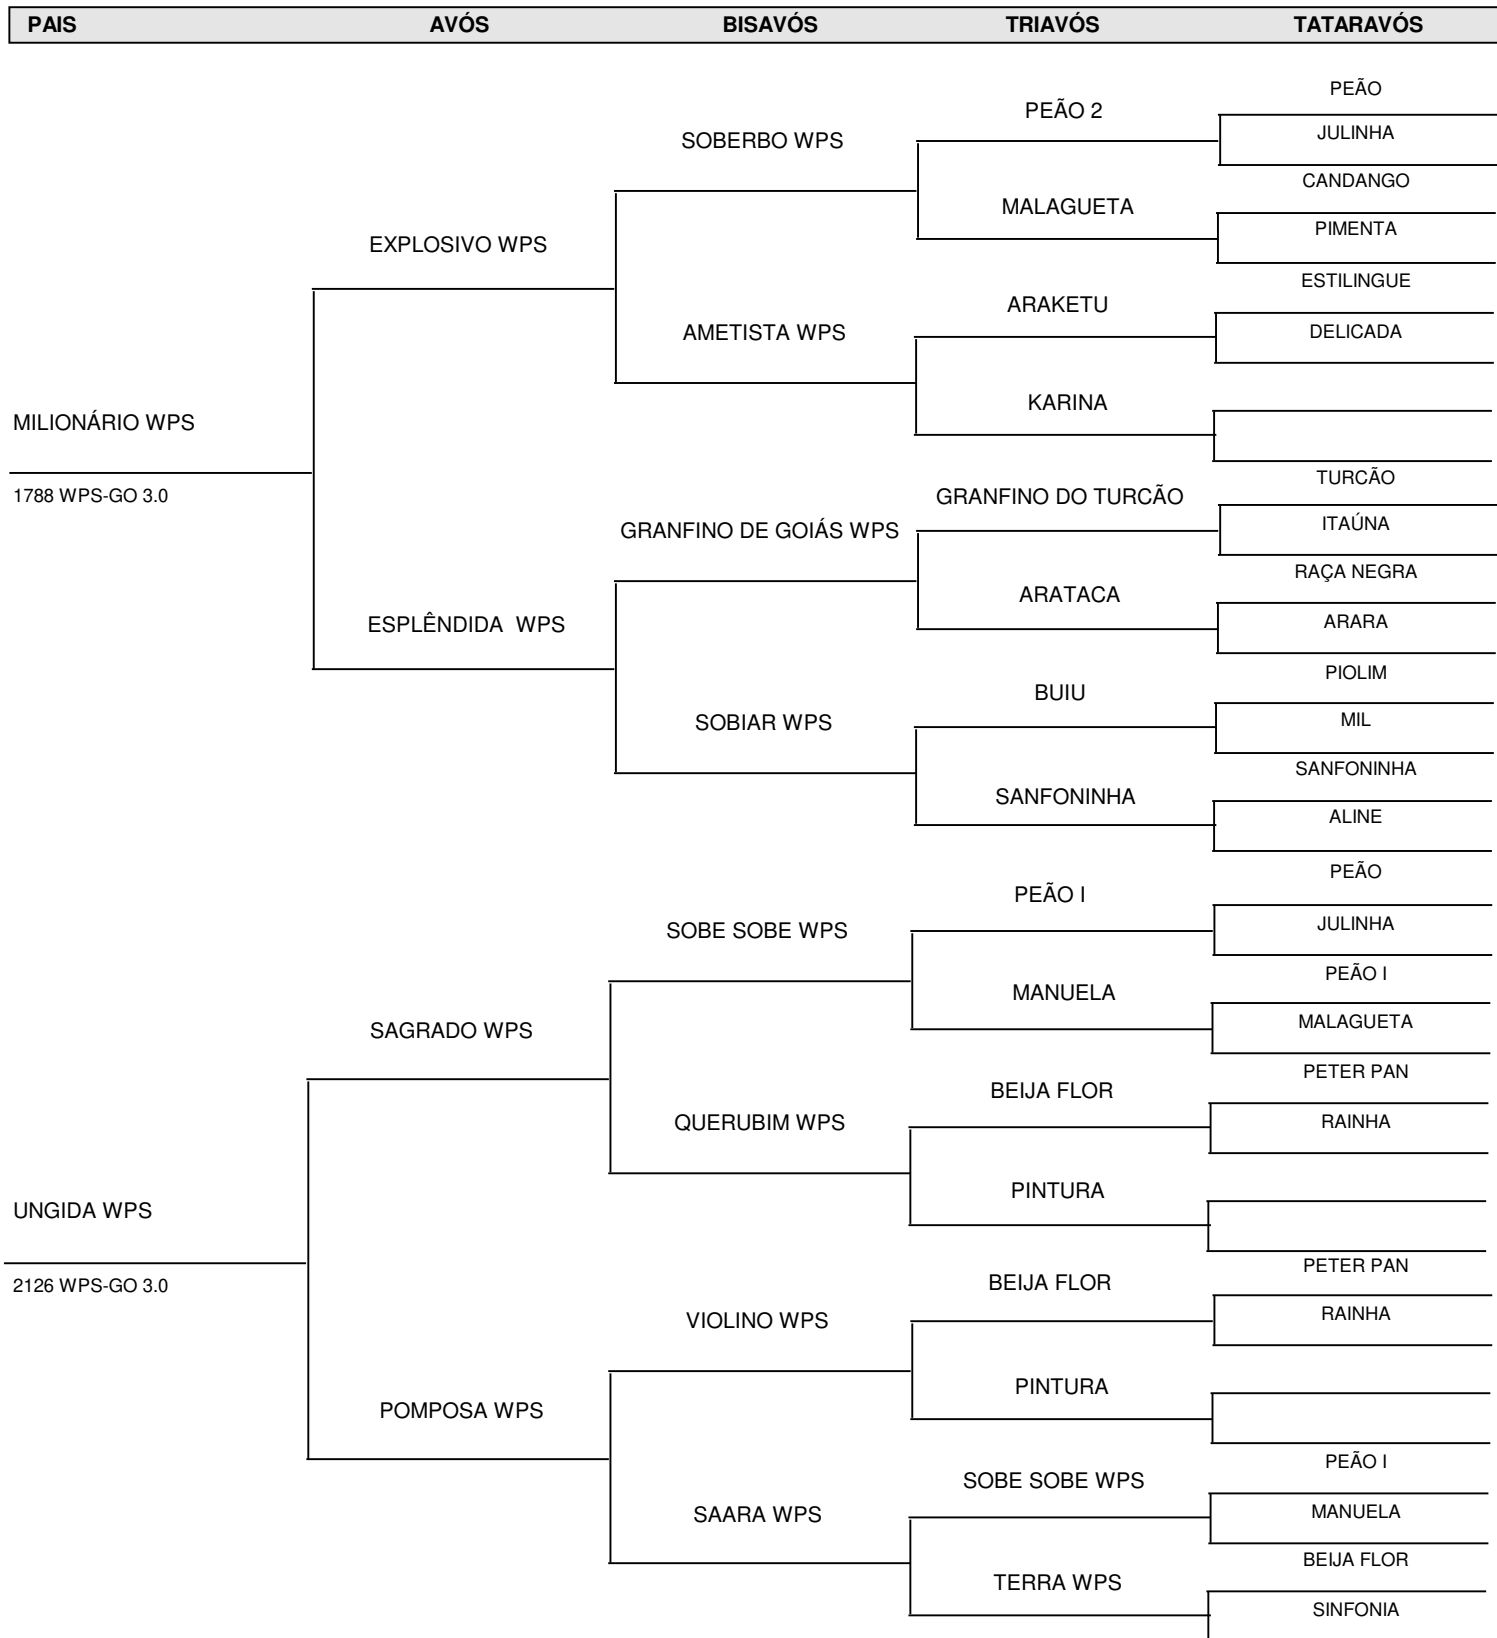 PAIS AVÓS BISAVÓS TRIAVÓS TATARAVÓS
PEÃO
PEÃO 2
JULINHA
SOBERBO WPS
CANDANGO
MALAGUETA
PIMENTA
EXPLOSIVO WPS
ESTILINGUE
ARAKETU
DELICADA
AMETISTA WPS
KARINA
MILIONÁRIO WPS
TURCÃO
1788 WPS-GO 3.0
GRANFINO DO TURCÃO
ITAÚNA
GRANFINO DE GOIÁS WPS
RAÇA NEGRA
ARATACA
ARARA
ESPLÊNDIDA  WPS
PIOLIM
BUIU
MIL
SOBIAR WPS
SANFONINHA
SANFONINHA
ALINE
PEÃO
PEÃO I
JULINHA
SOBE SOBE WPS
PEÃO I
MANUELA
MALAGUETA
SAGRADO WPS
PETER PAN
BEIJA FLOR
RAINHA
QUERUBIM WPS
PINTURA
UNGIDA WPS
PETER PAN
2126 WPS-GO 3.0
BEIJA FLOR
RAINHA
VIOLINO WPS
PINTURA
POMPOSA WPS
PEÃO I
SOBE SOBE WPS
MANUELA
SAARA WPS
BEIJA FLOR
TERRA WPS
SINFONIA